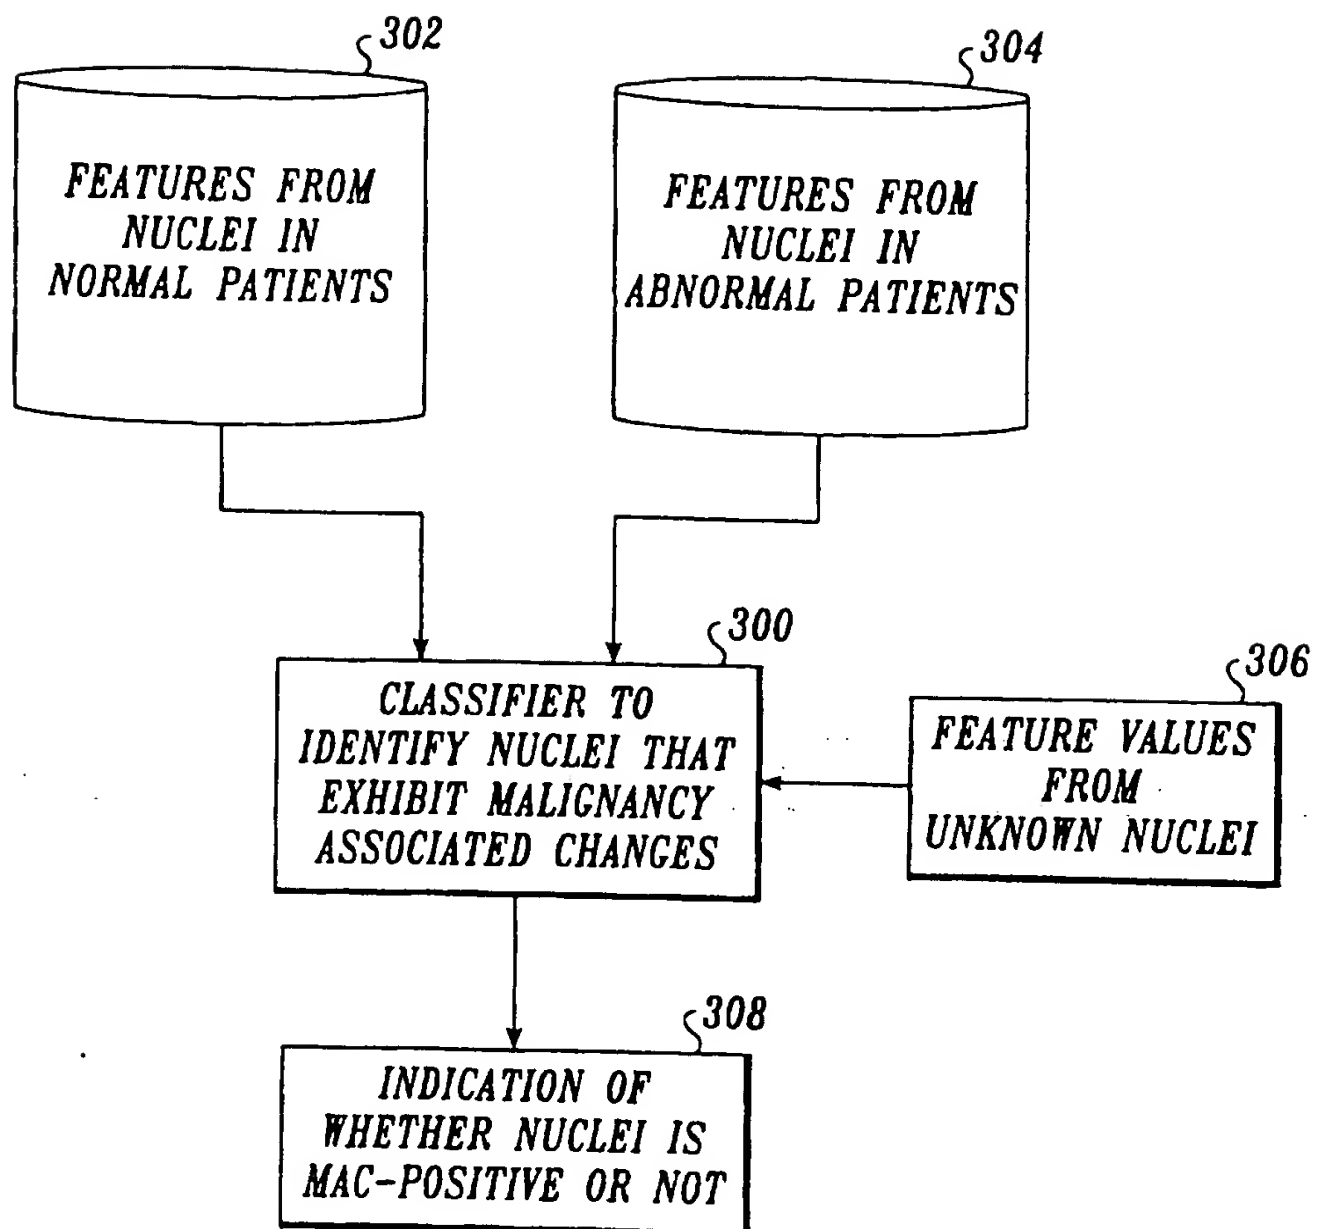 302
304
FEATURES FROM
NUCLEI IN
NORMAL PATIENTS
FEATURES FROM
NUCLEI IN
ABNORMAL PATIENTS
300
306
CLASSIFIER TO
IDENTIFY NUCLEI THAT
EXHIBIT MALIGNANCY
ASSOCIATED CHANGES
FEATURE VALUES
FROM
UNKNOWN NUCLEI
308
INDICATION OF
WHETHER NUCLEI IS
MAC-POSITIVE OR NOT